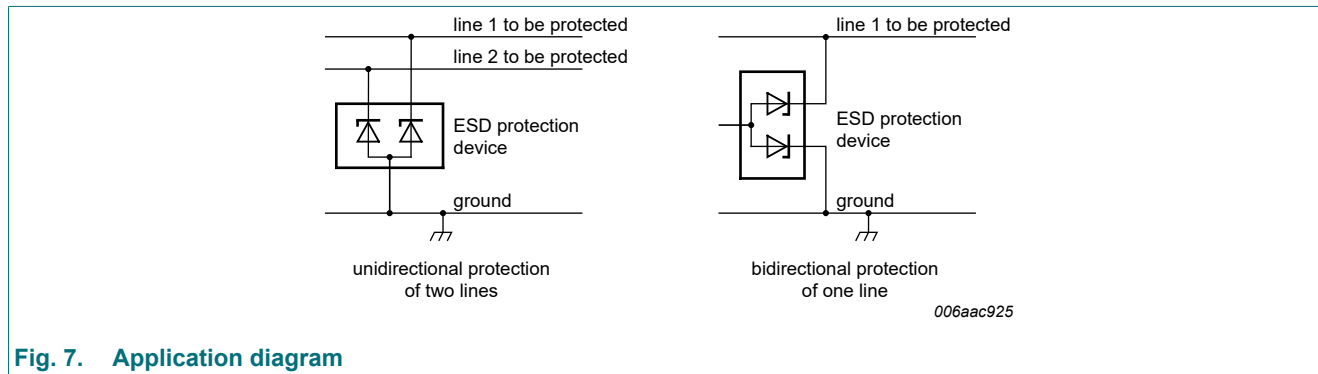 line 1 to be protected
line 2 to be protected
ESD protection
device
ground
unidirectional protection
of two lines
line 1 to be protected
ESD protection
device
ground
bidirectional protection
of one line
006aac925
Fig. 7. Application diagram